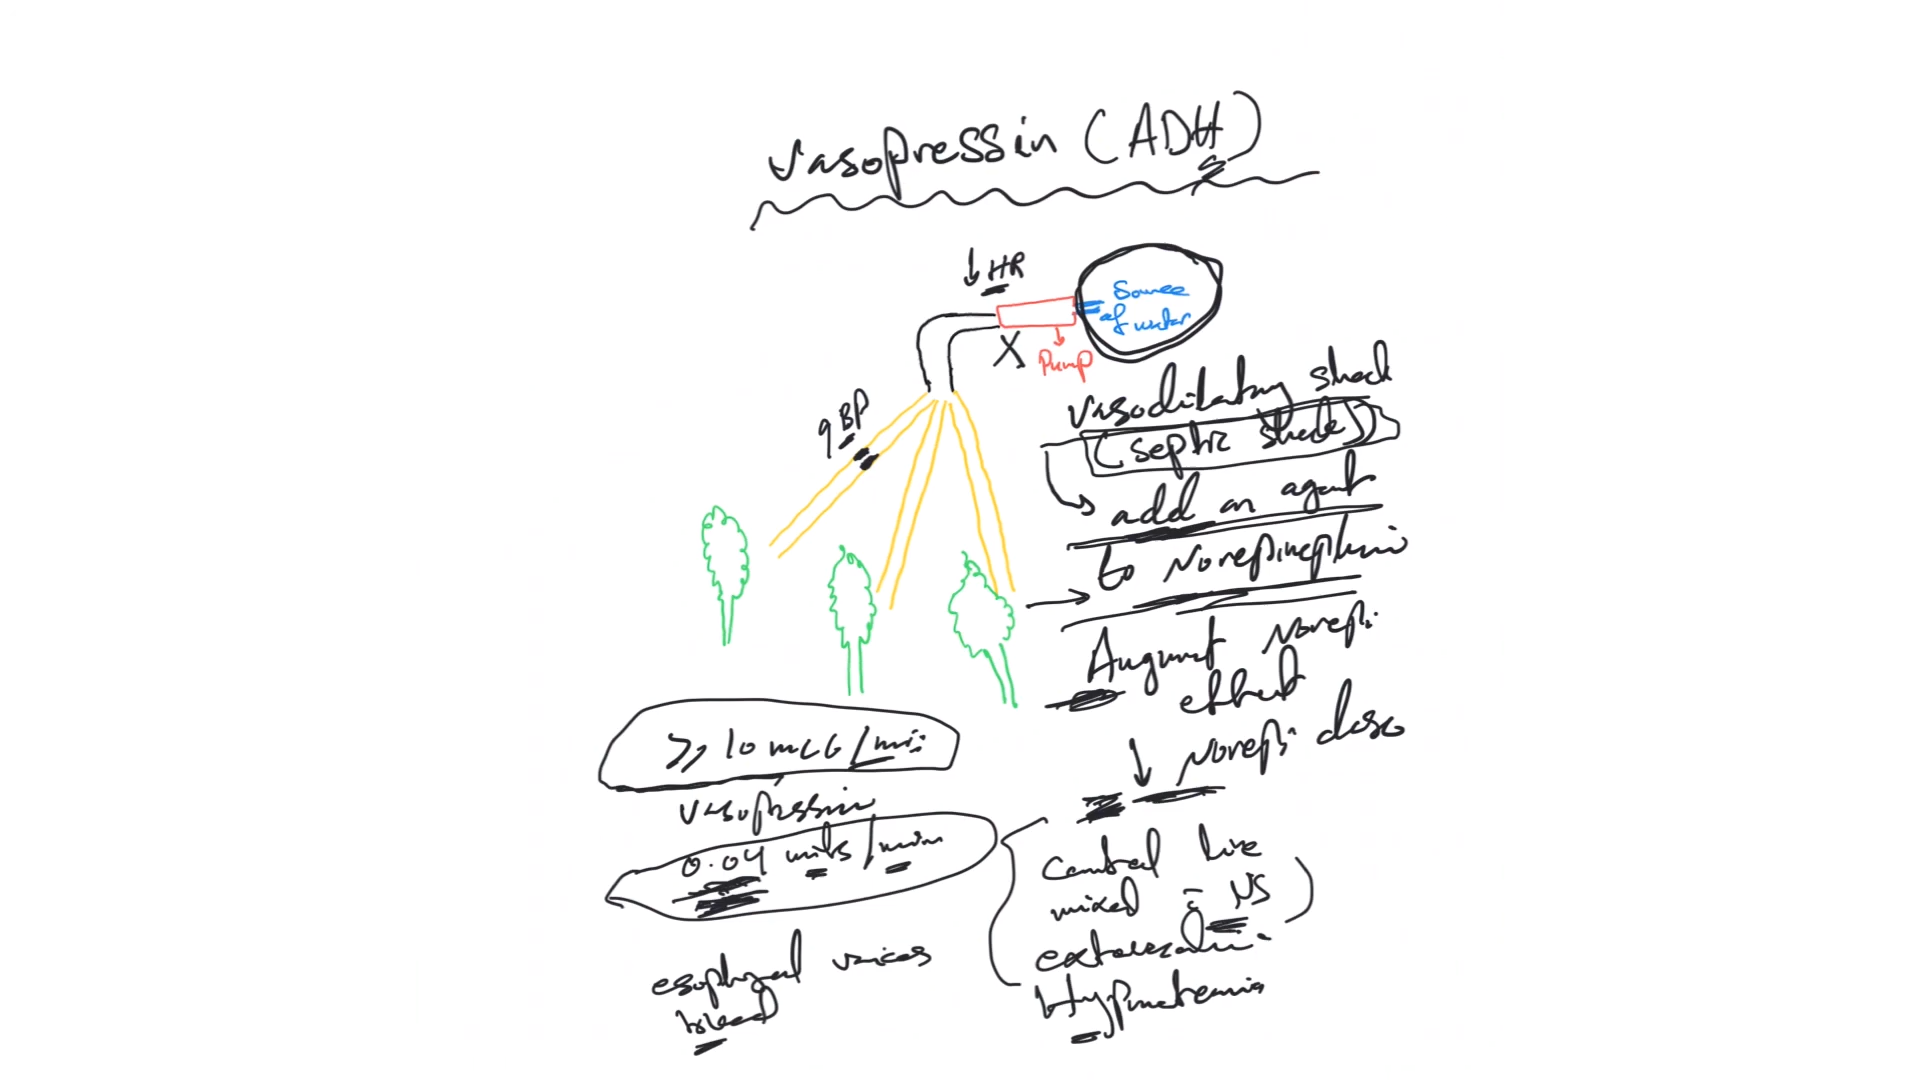 Vasopressin (ADH)
↓ HR
Source
of water
X
Pump
↑ BP
Vasodilatory shock
(septic shock)
add an agent
to Norepinephrin
→
Augment Norepi
effect
↓ Norepi dose
≥ 10 mcg/min
vasopressin
0.04 units/min
Central line
mixed c̄ NS
extravasation
Hyponatremia
esophageal varices
bleed